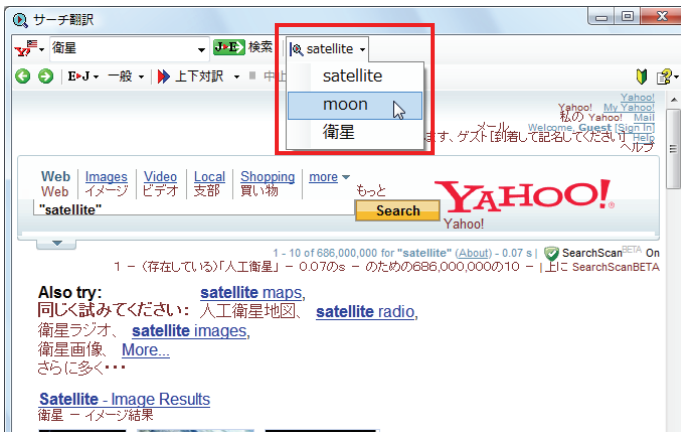 サーチ翻訳
衛星 J▸E 検索 satellite
E▸J 一般 上下対訳 中止
satellite
moon
衛星
Yahoo! My Yahoo!
私の Yahoo! Mail
メール Welcome, Guest [Sign In]
ます、ゲスト[到着して記名してください] Help
ヘルプ
Web Images Video Local Shopping more
Web イメージ ビデオ 支部 買い物 もっと
"satellite" Search YAHOO!
Yahoo!
1 - 10 of 686,000,000 for "satellite" (About) - 0.07 s | SearchScan BETA On
1 － (存在している)「人工衛星」 － 0.07のs － のための686,000,000の10 － | 上に SearchScanBETA
Also try: satellite maps,
同じく試みてください: 人工衛星地図、 satellite radio,
衛星ラジオ、 satellite images,
衛星画像、 More...
さらに多く・・・
Satellite - Image Results
衛星 － イメージ結果